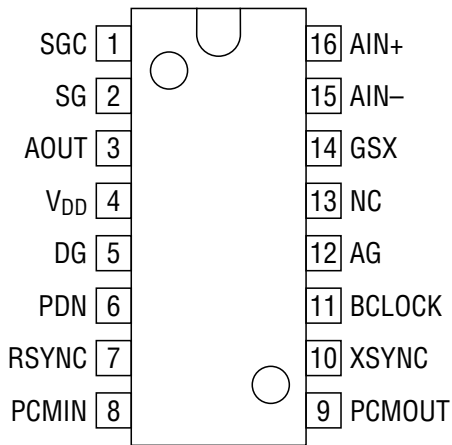 SGC 1 16 AIN+
SG 2 15 AIN–
AOUT 3 14 GSX
VDD 4 13 NC
DG 5 12 AG
PDN 6 11 BCLOCK
RSYNC 7 10 XSYNC
PCMIN 8 9 PCMOUT